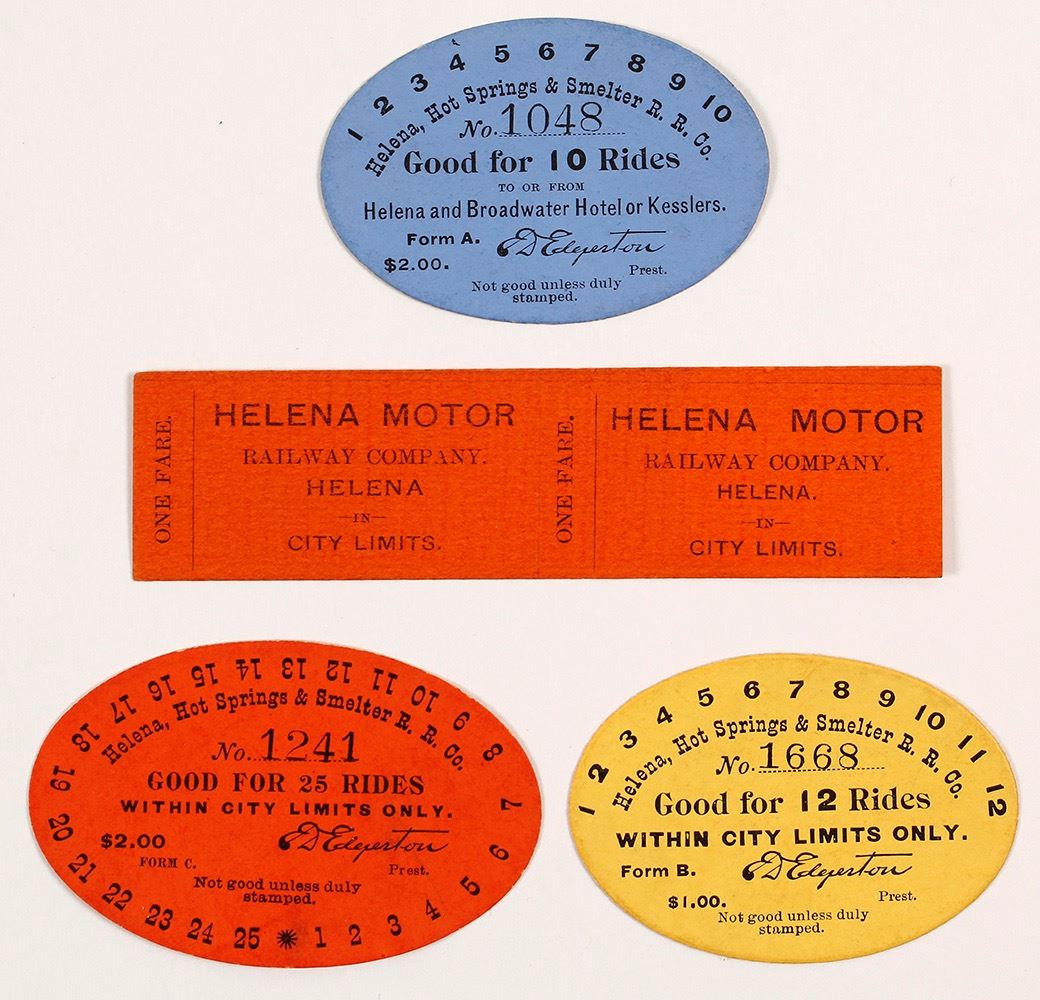 1 2 3 4 5 6 7 8 9 10
Helena, Hot Springs & Smelter R. R. Co.
No. 1048
Good for 10 Rides
TO OR FROM
Helena and Broadwater Hotel or Kesslers.
Form A.
ED Edgerton
$2.00.
Prest.
Not good unless duly
stamped.
ONE FARE.
HELENA MOTOR
RAILWAY COMPANY.
HELENA
—IN—
CITY LIMITS.
ONE FARE.
HELENA MOTOR
RAILWAY COMPANY.
HELENA.
—IN—
CITY LIMITS.
1 2 3 4 5 6 7 8 9 10 11 12 13 14 15 16 17 18 19 20 21 22 23 24 25 ✷
Helena, Hot Springs & Smelter R. R. Co.
No. 1241
GOOD FOR 25 RIDES
WITHIN CITY LIMITS ONLY.
$2.00
ED Edgerton
FORM C.
Prest.
Not good unless duly
stamped.
1 2 3 4 5 6 7 8 9 10 11 12
Helena, Hot Springs & Smelter R. R. Co.
No. 1668
Good for 12 Rides
WITHIN CITY LIMITS ONLY.
Form B.
ED Edgerton
$1.00.
Prest.
Not good unless duly
stamped.